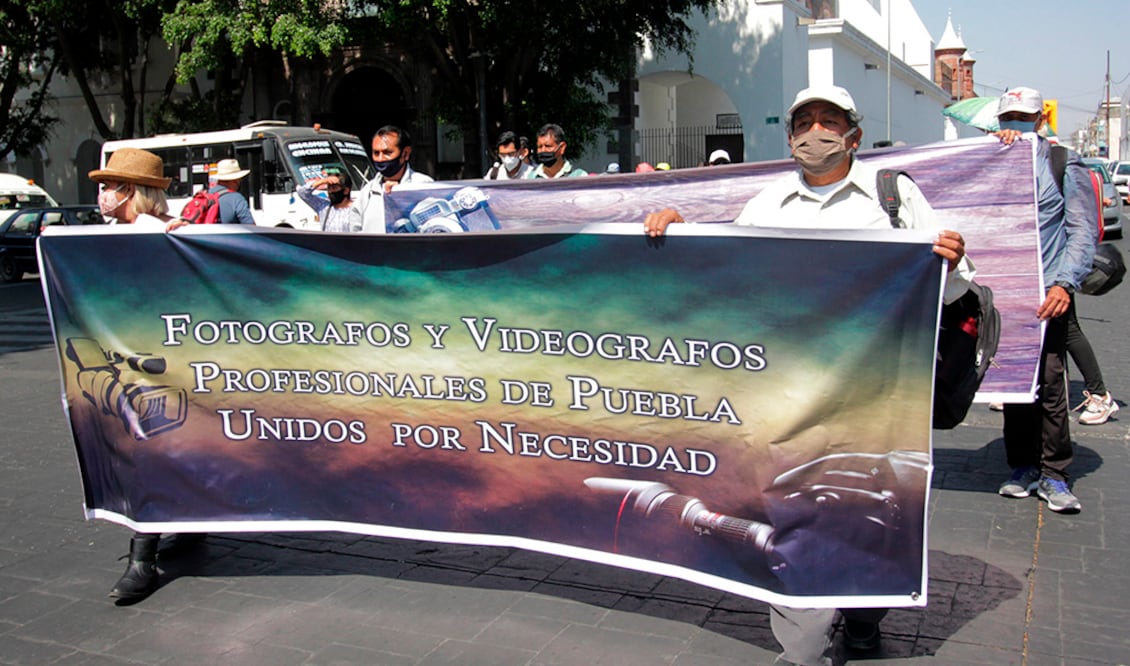 Fotografos y Videografos
Profesionales de Puebla
Unidos por Necesidad